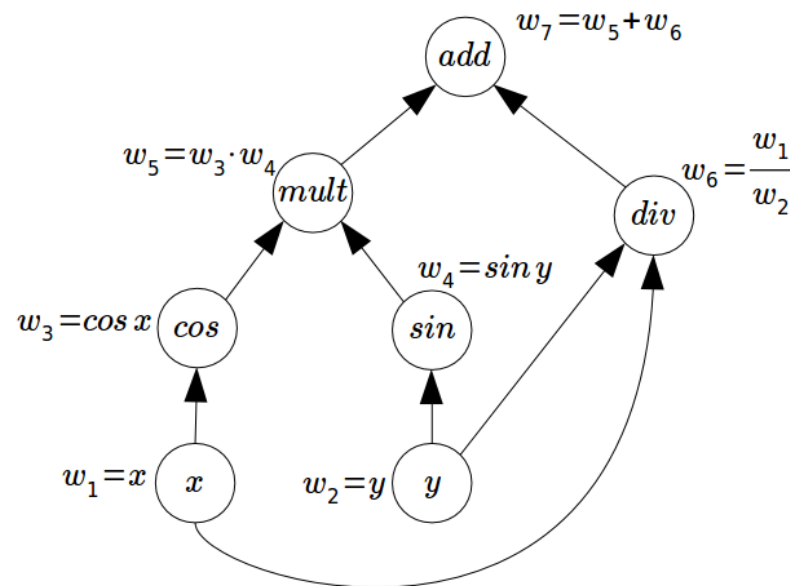 w₇=w₅+w₆
add
w₅=w₃·w₄
mult
w₆=w₁/w₂
div
w₄=sin y
w₃=cos x
cos
sin
w₁=x
x
w₂=y
y